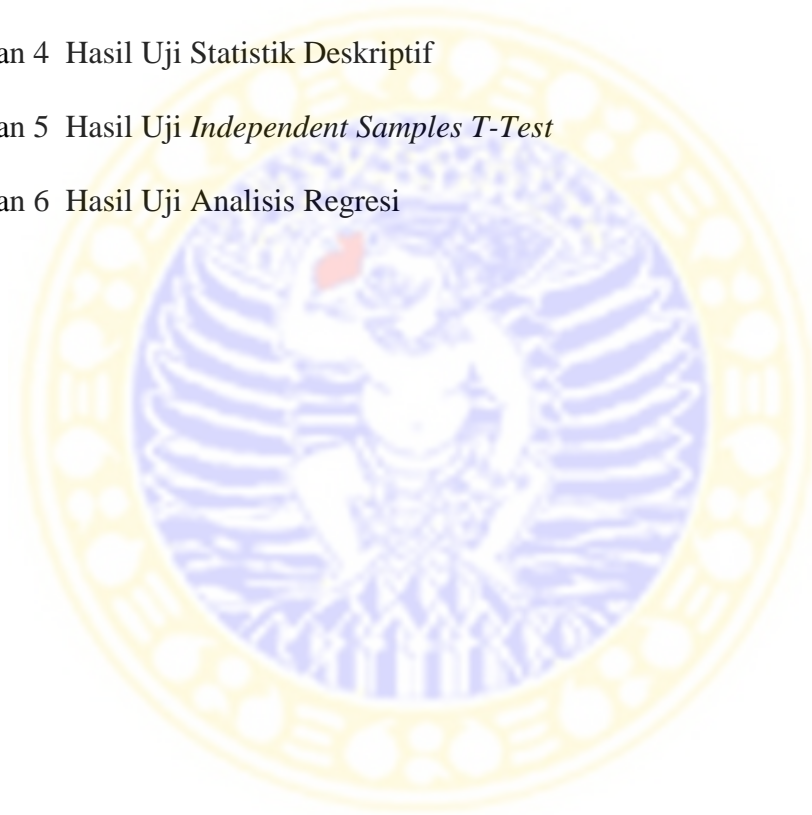 an 4 Hasil Uji Statistik Deskriptif
an 5 Hasil Uji Independent Samples T-Test
an 6 Hasil Uji Analisis Regresi